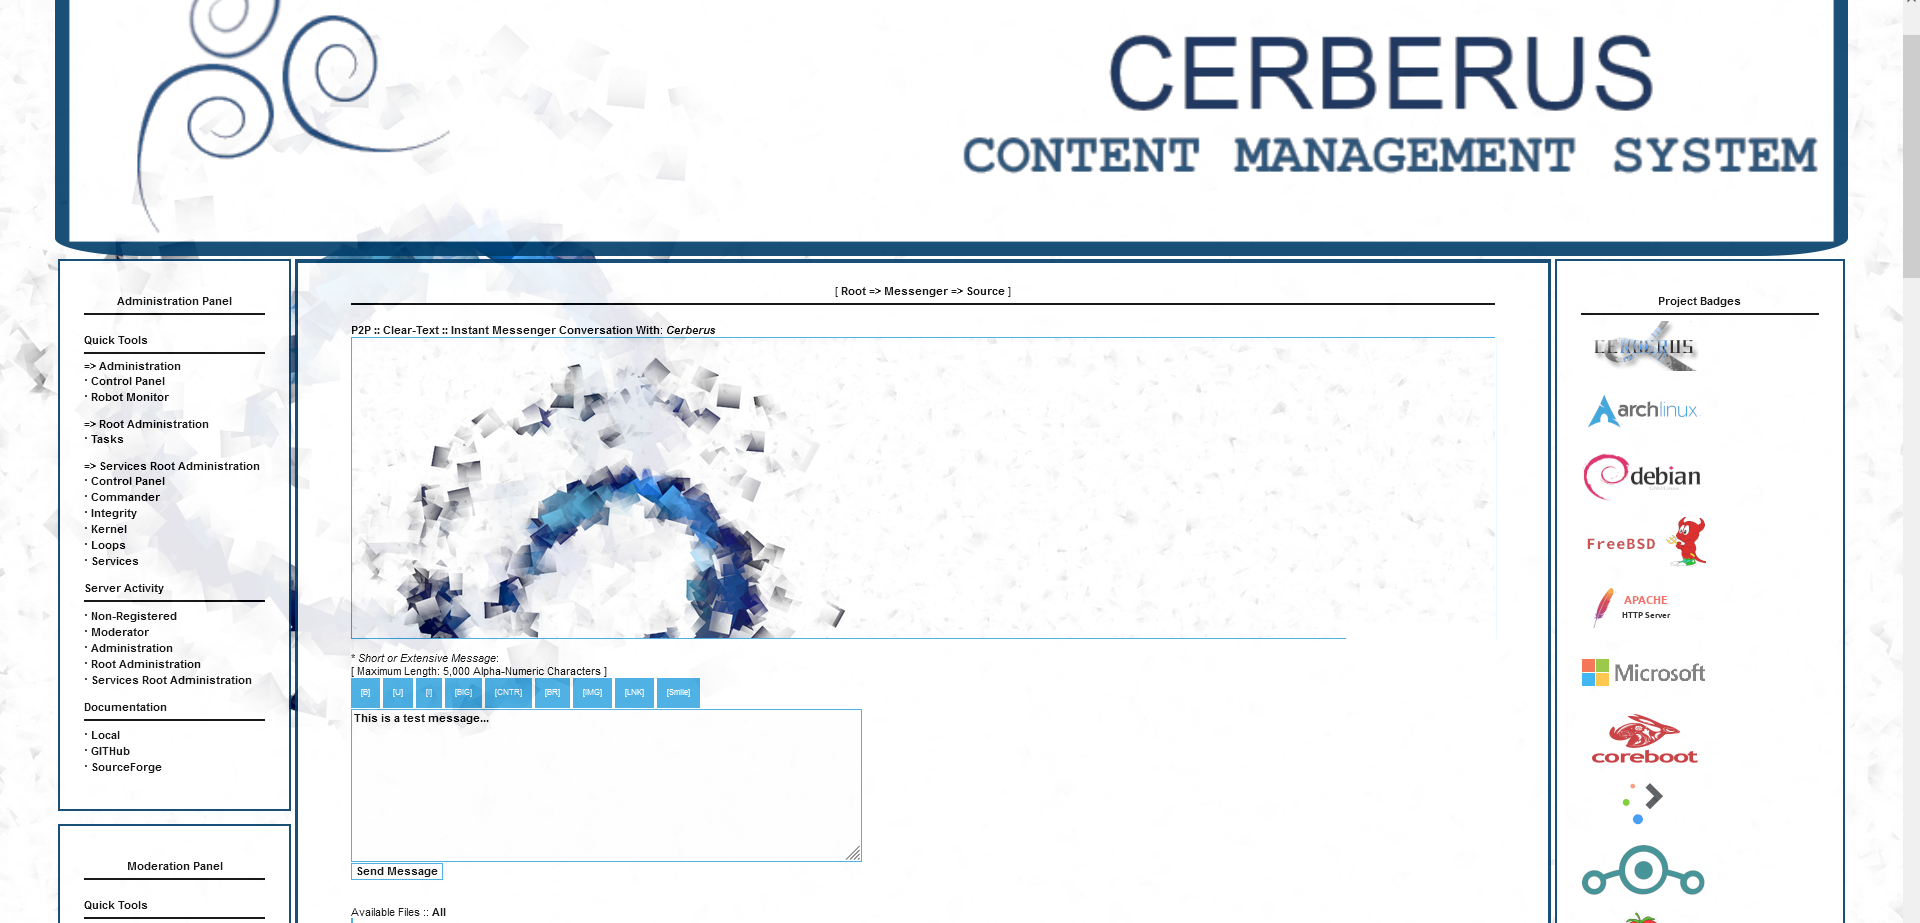 CERBERUS
CONTENT MANAGEMENT SYSTEM
Administration Panel
Quick Tools
=> Administration
· Control Panel
· Robot Monitor
=> Root Administration
· Tasks
=> Services Root Administration
· Control Panel
· Commander
· Integrity
· Kernel
· Loops
· Services
Server Activity
· Non-Registered
· Moderator
· Administration
· Root Administration
· Services Root Administration
Documentation
· Local
· GITHub
· SourceForge
Moderation Panel
Quick Tools
[ Root => Messenger => Source ]
P2P :: Clear-Text :: Instant Messenger Conversation With: Cerberus
* Short or Extensive Message:
[ Maximum Length: 5,000 Alpha-Numeric Characters ]
[B] [U] [I] [BIG] [CNTR] [BR] [IMG] [LNK] [Smile]
This is a test message...
Send Message
Available Files :: All
Project Badges
CERBERUS
archlinux
debian
FreeBSD
APACHE
HTTP Server
Microsoft
coreboot